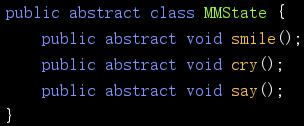 public abstract class MMState {
    public abstract void smile();
    public abstract void cry();
    public abstract void say();
}